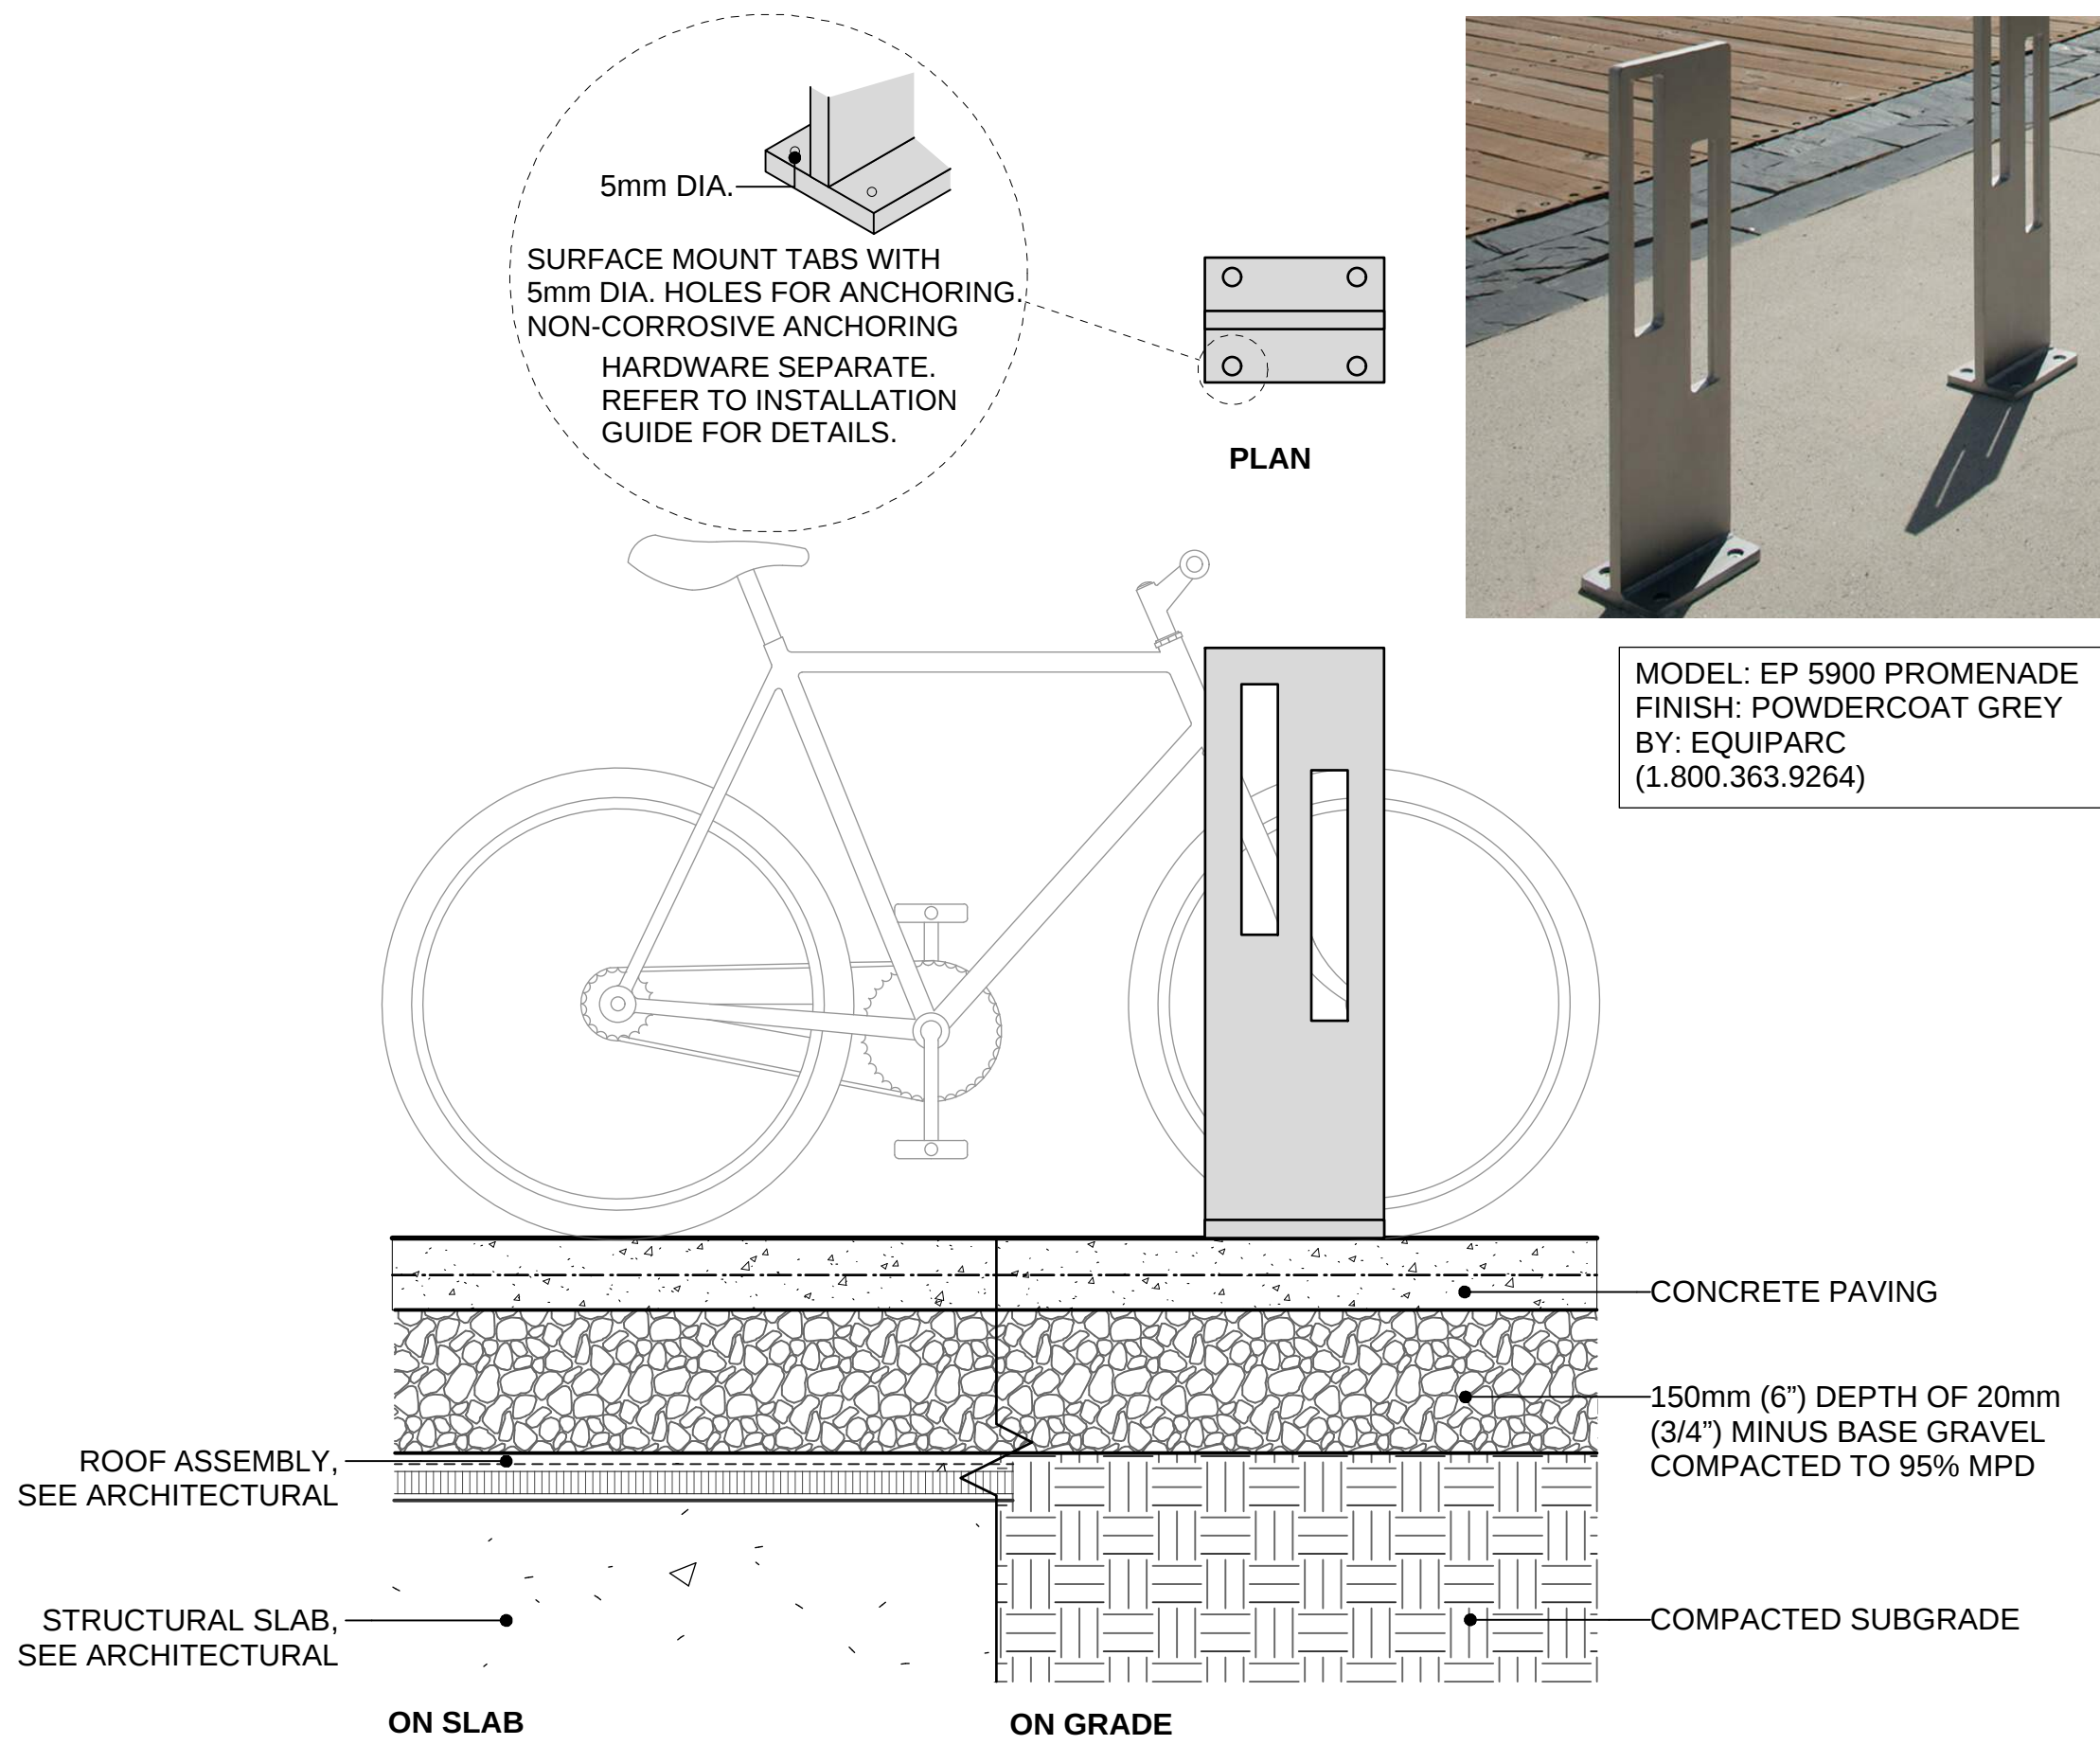 5mm DIA.
SURFACE MOUNT TABS WITH
5mm DIA. HOLES FOR ANCHORING.
NON-CORROSIVE ANCHORING
HARDWARE SEPARATE.
REFER TO INSTALLATION
GUIDE FOR DETAILS.
PLAN
MODEL: EP 5900 PROMENADE
FINISH: POWDERCOAT GREY
BY: EQUIPARC
(1.800.363.9264)
CONCRETE PAVING
150mm (6”) DEPTH OF 20mm
(3/4”) MINUS BASE GRAVEL
COMPACTED TO 95% MPD
ROOF ASSEMBLY,
SEE ARCHITECTURAL
STRUCTURAL SLAB,
SEE ARCHITECTURAL
COMPACTED SUBGRADE
ON SLAB
ON GRADE